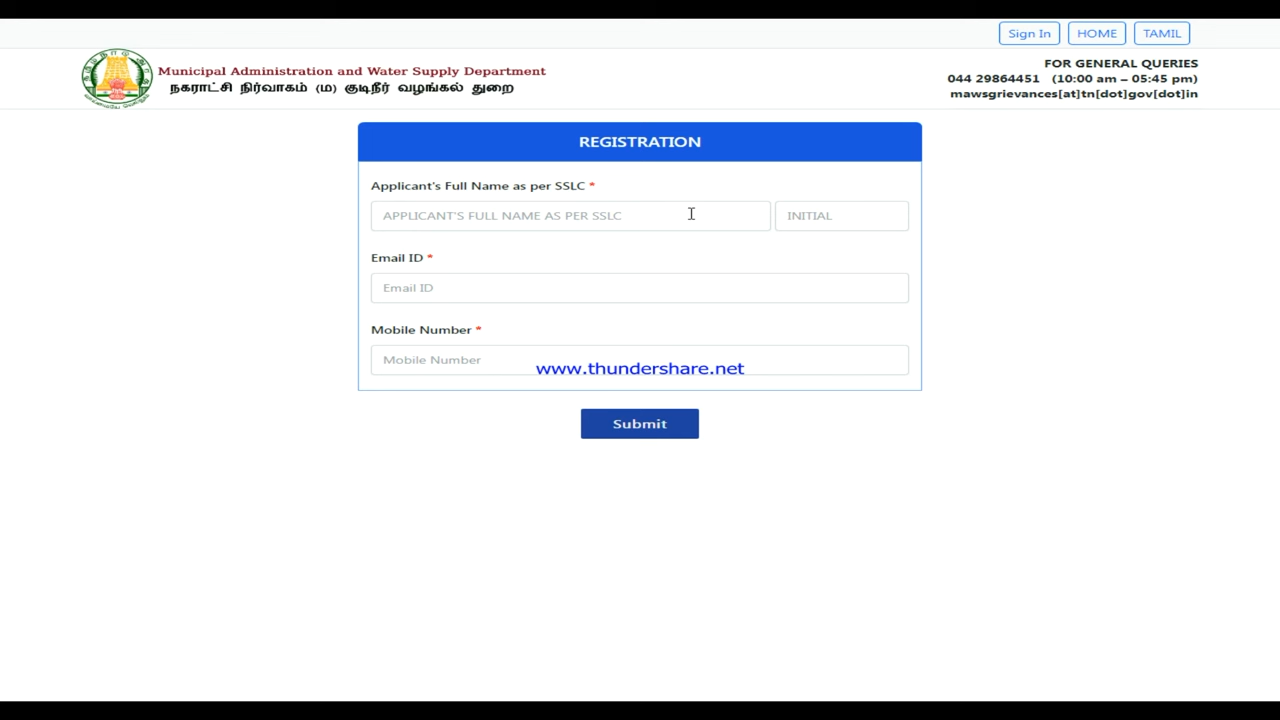 Sign In HOME TAMIL
Municipal Administration and Water Supply Department
நகராட்சி நிர்வாகம் (ம) குடிநீர் வழங்கல் துறை
FOR GENERAL QUERIES
044 29864451 (10:00 am – 05:45 pm)
mawsgrievances[at]tn[dot]gov[dot]in
REGISTRATION
Applicant's Full Name as per SSLC *
APPLICANT'S FULL NAME AS PER SSLC INITIAL
Email ID *
Email ID
Mobile Number *
Mobile Number
www.thundershare.net
Submit